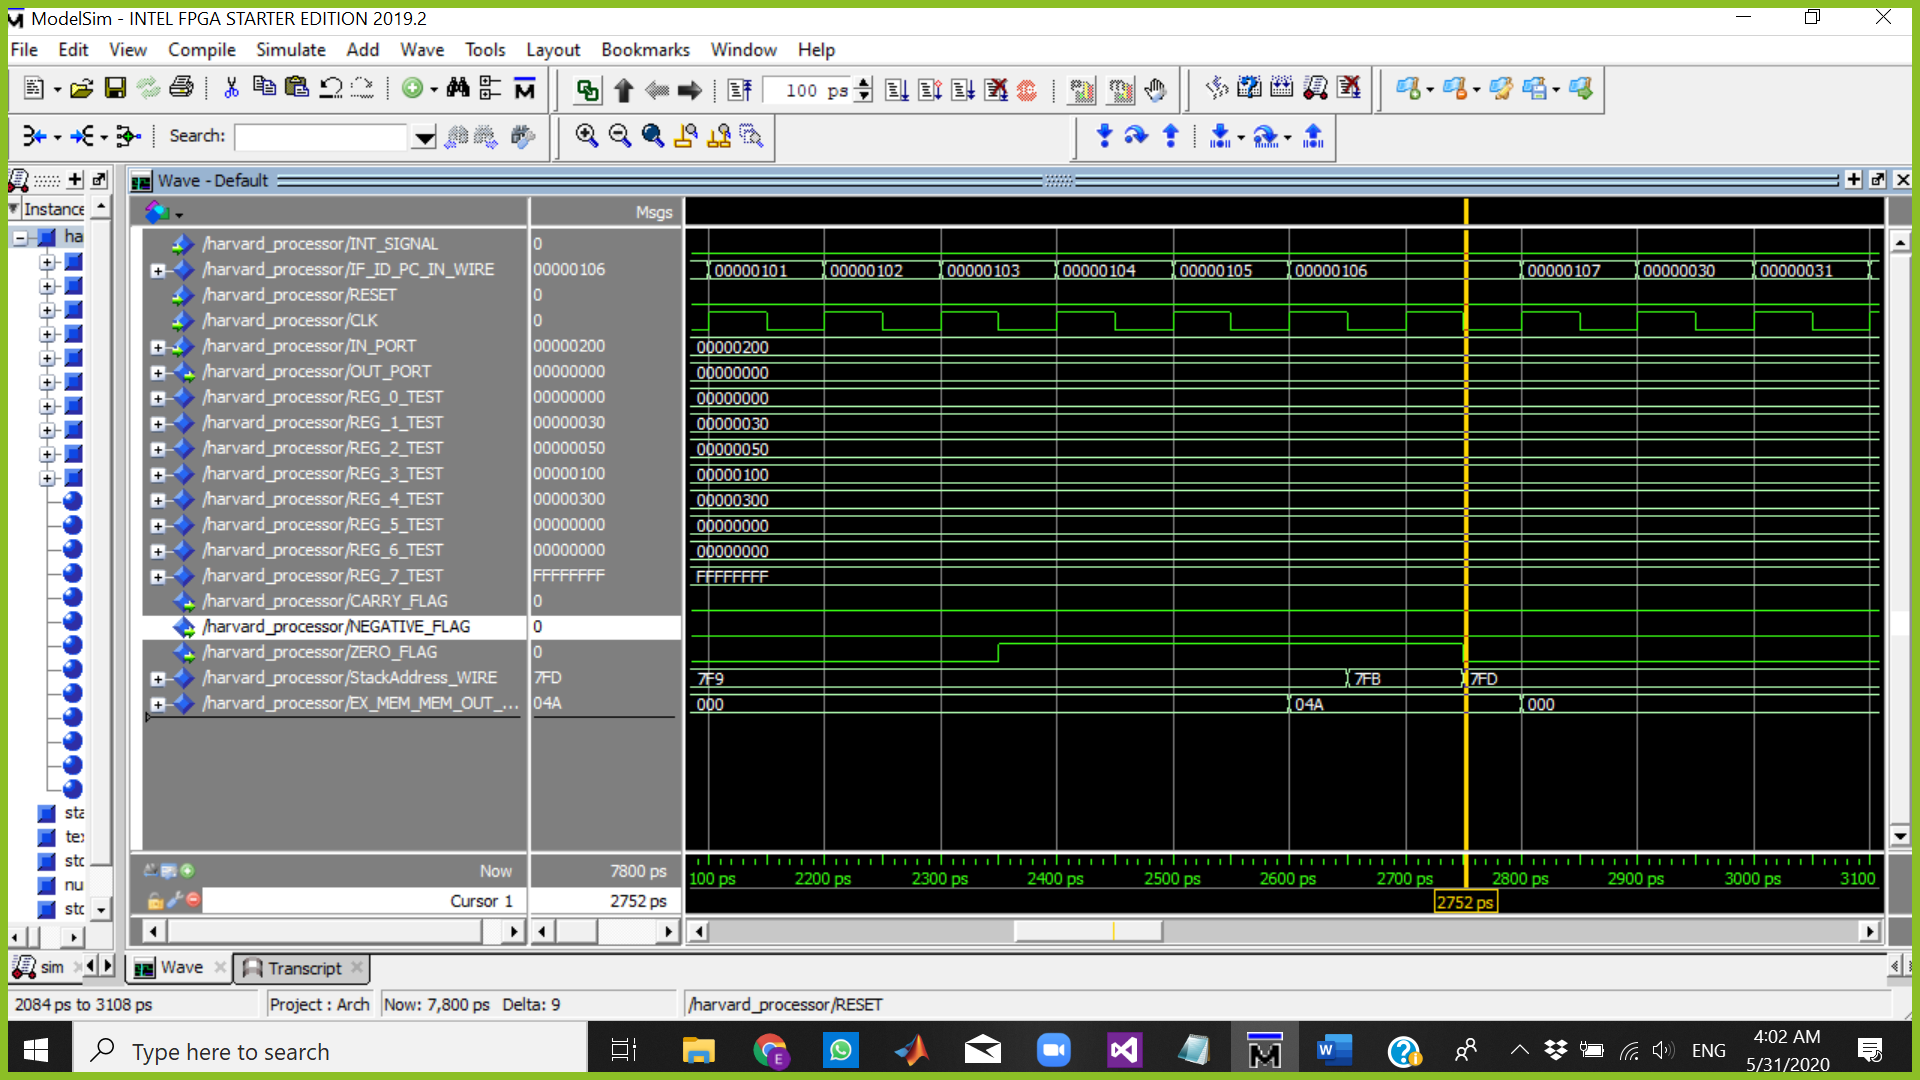 ModelSim - INTEL FPGA STARTER EDITION 2019.2
File Edit View Compile Simulate Add Wave Tools Layout Bookmarks Window Help
100 ps
Search:
Wave - Default
Instance
Msgs
ha
/harvard_processor/INT_SIGNAL 0
/harvard_processor/IF_ID_PC_IN_WIRE 00000106 00000101 00000102 00000103 00000104 00000105 00000106 00000107 00000030 00000031
/harvard_processor/RESET 0
/harvard_processor/CLK 0
/harvard_processor/IN_PORT 00000200 00000200
/harvard_processor/OUT_PORT 00000000 00000000
/harvard_processor/REG_0_TEST 00000000 00000000
/harvard_processor/REG_1_TEST 00000030 00000030
/harvard_processor/REG_2_TEST 00000050 00000050
/harvard_processor/REG_3_TEST 00000100 00000100
/harvard_processor/REG_4_TEST 00000300 00000300
/harvard_processor/REG_5_TEST 00000000 00000000
/harvard_processor/REG_6_TEST 00000000 00000000
/harvard_processor/REG_7_TEST FFFFFFFF FFFFFFFF
/harvard_processor/CARRY_FLAG 0
/harvard_processor/NEGATIVE_FLAG 0
/harvard_processor/ZERO_FLAG 0
/harvard_processor/StackAddress_WIRE 7FD 7F9 7FB 7FD
/harvard_processor/EX_MEM_MEM_OUT_... 04A 000 04A 000
sta
tex
std
nu
std
Now 7800 ps 100 ps 2200 ps 2300 ps 2400 ps 2500 ps 2600 ps 2700 ps 2800 ps 2900 ps 3000 ps 3100
Cursor 1 2752 ps 2752 ps
sim Wave Transcript
2084 ps to 3108 ps Project : Arch Now: 7,800 ps Delta: 9 /harvard_processor/RESET
Type here to search
ENG
4:02 AM
5/31/2020